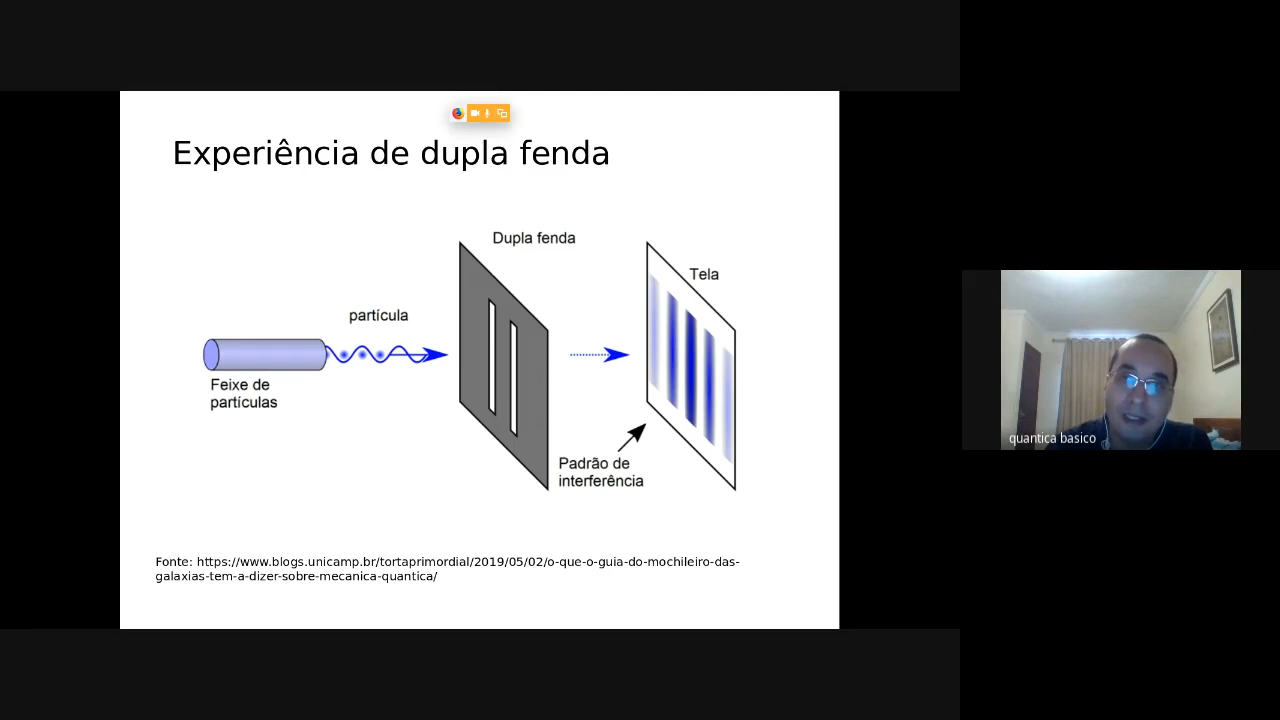 Experiência de dupla fenda
Dupla fenda
Tela
partícula
Feixe de
partículas
Padrão de
interferência
Fonte: https://www.blogs.unicamp.br/tortaprimordial/2019/05/02/o-que-o-guia-do-mochileiro-das-
galaxias-tem-a-dizer-sobre-mecanica-quantica/
quantica basico